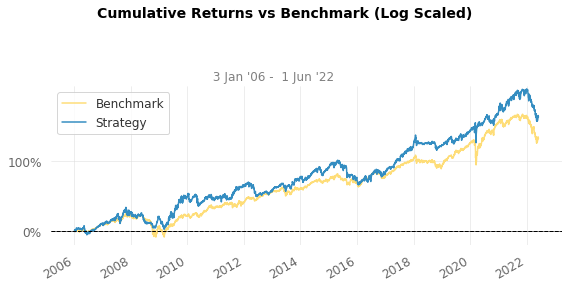 Cumulative Returns vs Benchmark (Log Scaled)
3 Jan '06 - 1 Jun '22
Benchmark
Strategy
100%
0%
2006 2008 2010 2012 2014 2016 2018 2020 2022